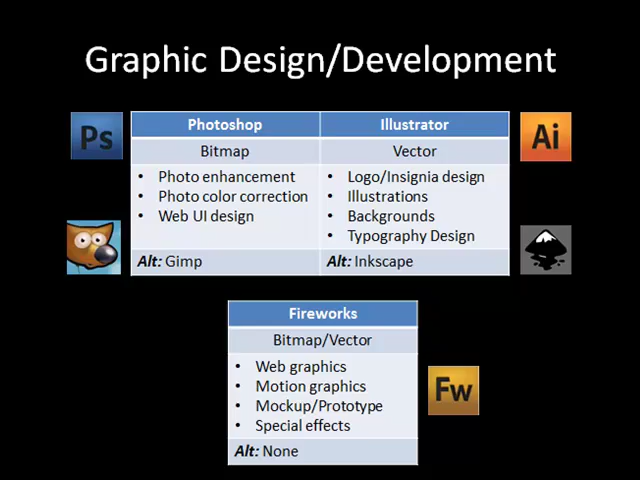 Graphic Design/Development
Ps
Photoshop
Illustrator
Ai
Bitmap
Vector
• Photo enhancement
• Photo color correction
• Web UI design
• Logo/Insignia design
• Illustrations
• Backgrounds
• Typography Design
Alt: Gimp
Alt: Inkscape
Fireworks
Bitmap/Vector
• Web graphics
• Motion graphics
• Mockup/Prototype
• Special effects
Fw
Alt: None